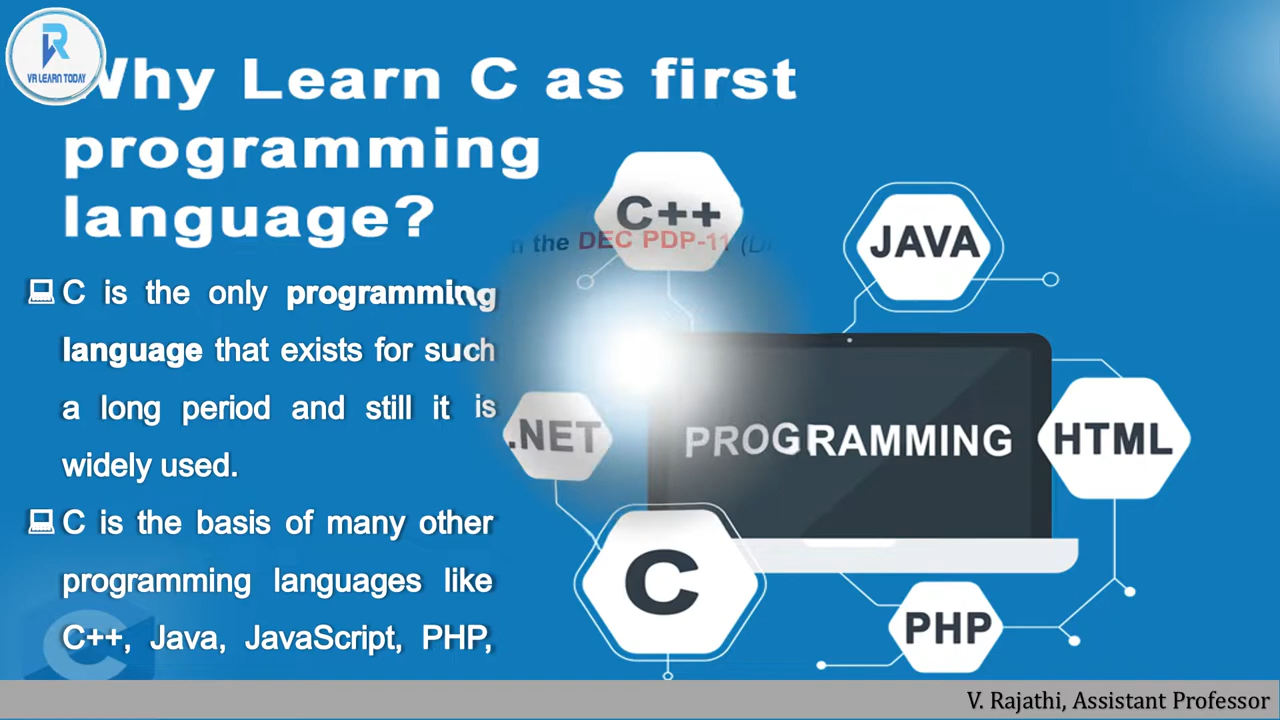 VR LEARN TODAY
Why Learn C as first
programming
language?
C is the only programming
language that exists for such
a long period and still it is
widely used.
C is the basis of many other
programming languages like
C++, Java, JavaScript, PHP,
C++
the DEC PDP-11
JAVA
.NET
PROGRAMMING
HTML
C
PHP
C
V. Rajathi, Assistant Professor